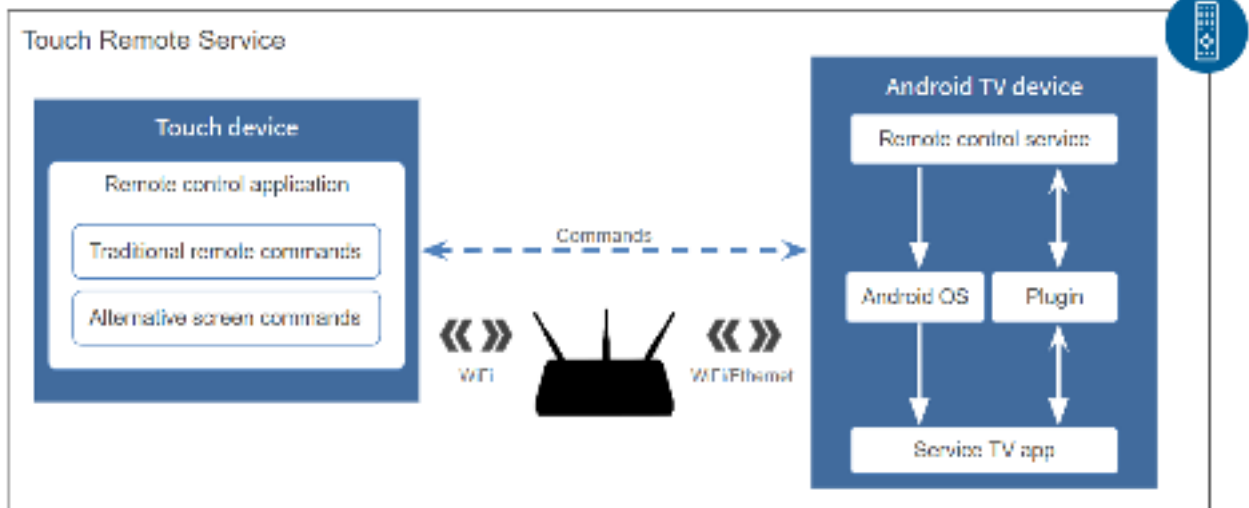 Touch Remote Service
Touch device
Remote control application
Traditional remote commands
Alternative screen commands
Commands
WiFi
WiFi/Ethernet
Android TV device
Remote control service
Android OS
Plugin
Service TV app